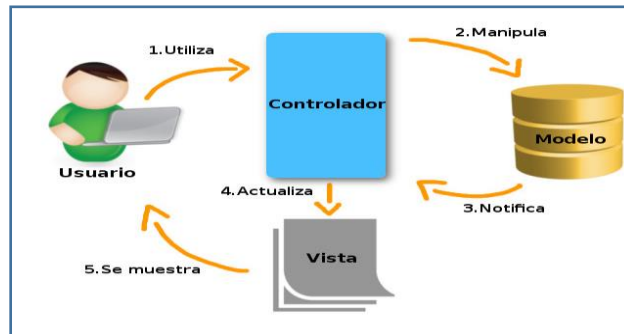 1.Utiliza
2.Manipula
Controlador
Modelo
Usuario
4.Actualiza
3.Notifica
Vista
5.Se muestra